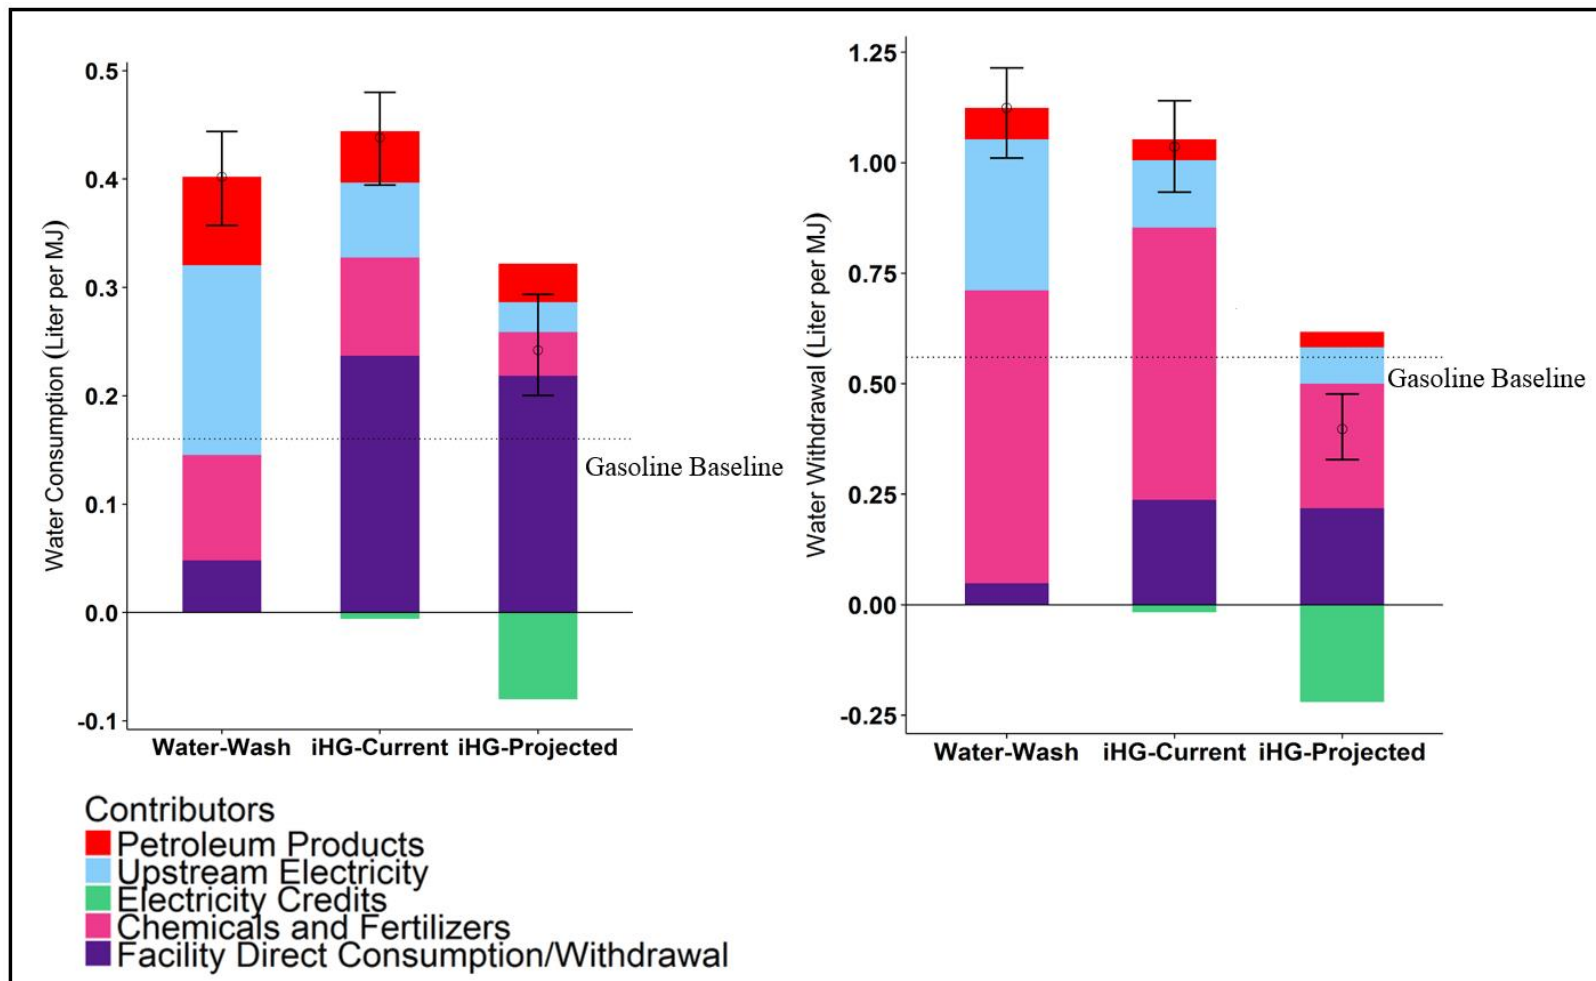 Water Consumption (Liter per MJ)
0.5
0.4
0.3
0.2
0.1
0.0
-0.1
Gasoline Baseline
Water-Wash iHG-Current iHG-Projected
Water Withdrawal (Liter per MJ)
1.25
1.00
0.75
0.50
0.25
0.00
-0.25
Gasoline Baseline
Water-Wash iHG-Current iHG-Projected
Contributors
Petroleum Products
Upstream Electricity
Electricity Credits
Chemicals and Fertilizers
Facility Direct Consumption/Withdrawal